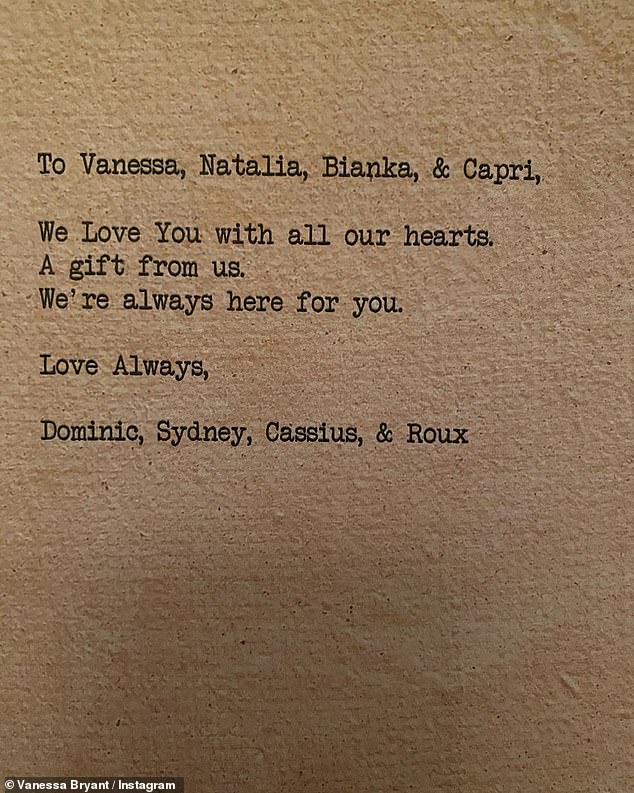 To Vanessa, Natalia, Bianka, & Capri,
We Love You with all our hearts.
A gift from us.
We're always here for you.
Love Always,
Dominic, Sydney, Cassius, & Roux
© Vanessa Bryant / Instagram